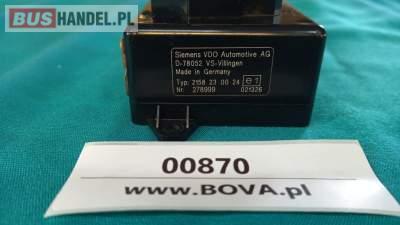 BUSHANDEL.PL
Siemens VDO Automotive AG
D-78052 VS-Villingen
Made in Germany
Typ: 2158 23 00 24 e1
Nr: 278999 021326
00870
www.BOVA.pl